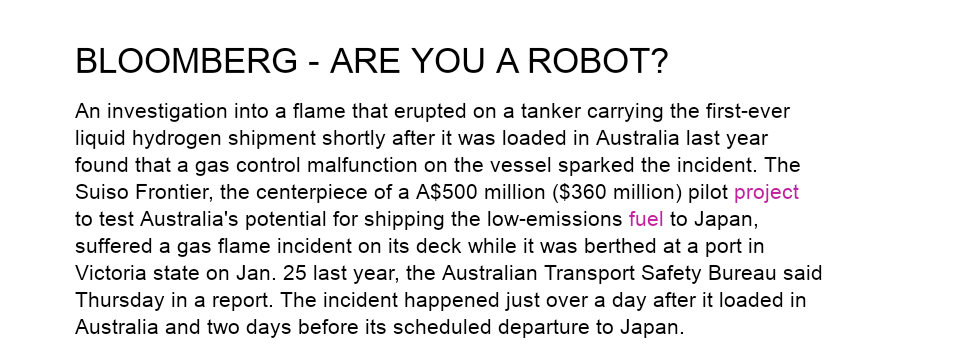 BLOOMBERG - ARE YOU A ROBOT?
An investigation into a flame that erupted on a tanker carrying the first-ever
liquid hydrogen shipment shortly after it was loaded in Australia last year
found that a gas control malfunction on the vessel sparked the incident. The
Suiso Frontier, the centerpiece of a A$500 million ($360 million) pilot project
to test Australia's potential for shipping the low-emissions fuel to Japan,
suffered a gas flame incident on its deck while it was berthed at a port in
Victoria state on Jan. 25 last year, the Australian Transport Safety Bureau said
Thursday in a report. The incident happened just over a day after it loaded in
Australia and two days before its scheduled departure to Japan.